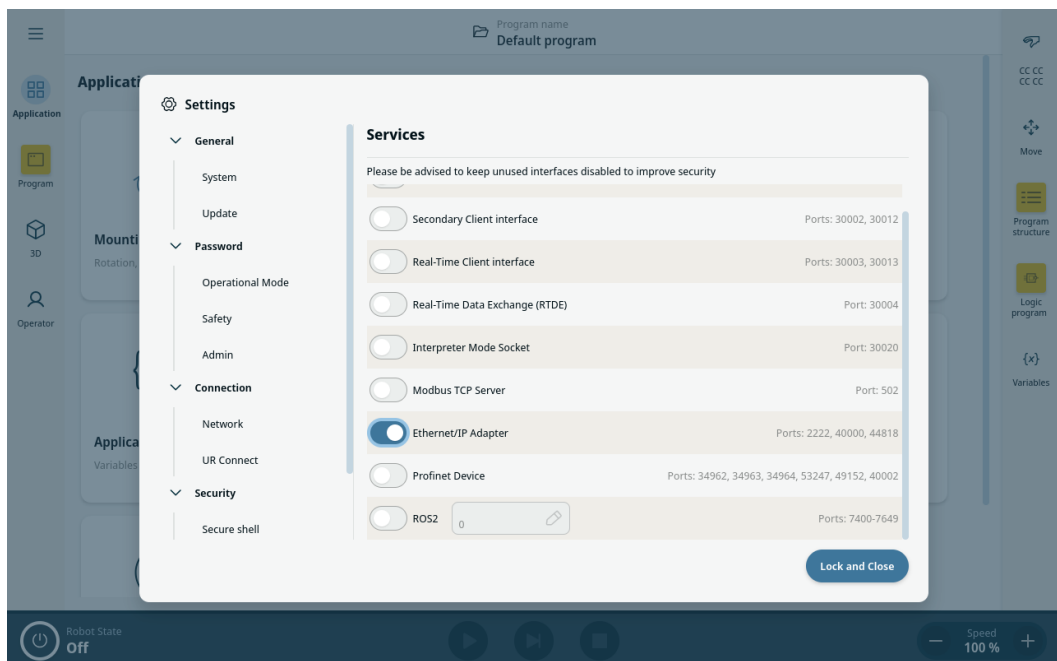 Program name
Default program
Application
Program
3D
Operator
Applicati
Mounti
Rotation,
Applica
Variables
Settings
General
System
Update
Password
Operational Mode
Safety
Admin
Connection
Network
UR Connect
Security
Secure shell
Services
Please be advised to keep unused interfaces disabled to improve security
Secondary Client interface Ports: 30002, 30012
Real-Time Client interface Ports: 30003, 30013
Real-Time Data Exchange (RTDE) Port: 30004
Interpreter Mode Socket Port: 30020
Modbus TCP Server Port: 502
Ethernet/IP Adapter Ports: 2222, 40000, 44818
Profinet Device Ports: 34962, 34963, 34964, 53247, 49152, 40002
ROS2 0 Ports: 7400-7649
Lock and Close
CC CC
CC CC
Move
Program
structure
Logic
program
{x}
Variables
Robot State
Off
Speed
100 %